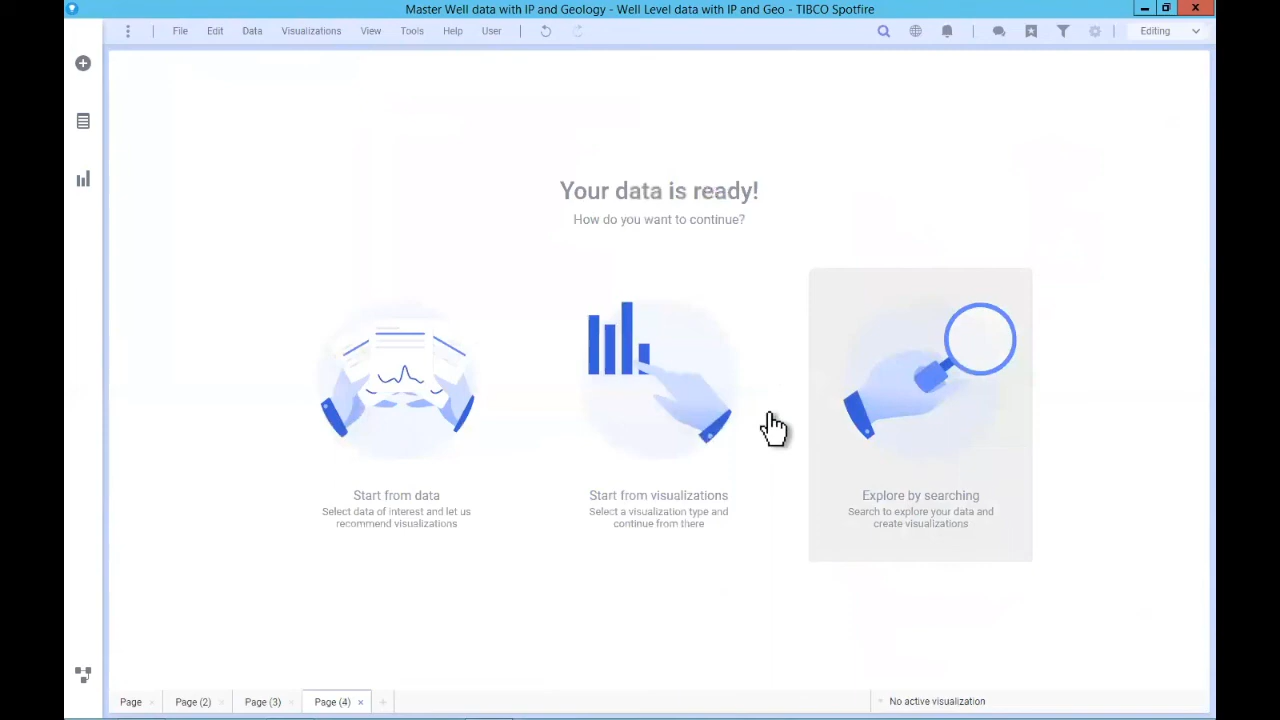 Master Well data with IP and Geology - Well Level data with IP and Geo - TIBCO Spotfire
File Edit Data Visualizations View Tools Help User Editing
Your data is ready!
How do you want to continue?
Start from data
Select data of interest and let us
recommend visualizations
Start from visualizations
Select a visualization type and
continue from there
Explore by searching
Search to explore your data and
create visualizations
Page Page (2) Page (3) Page (4) No active visualization